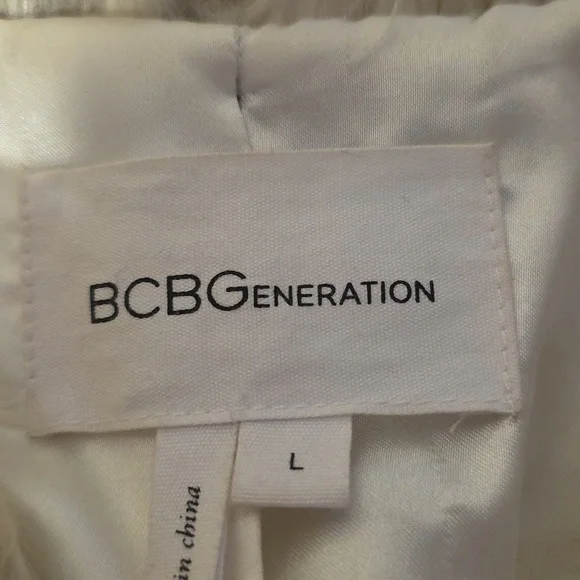 BCBGENERATION
L
in china